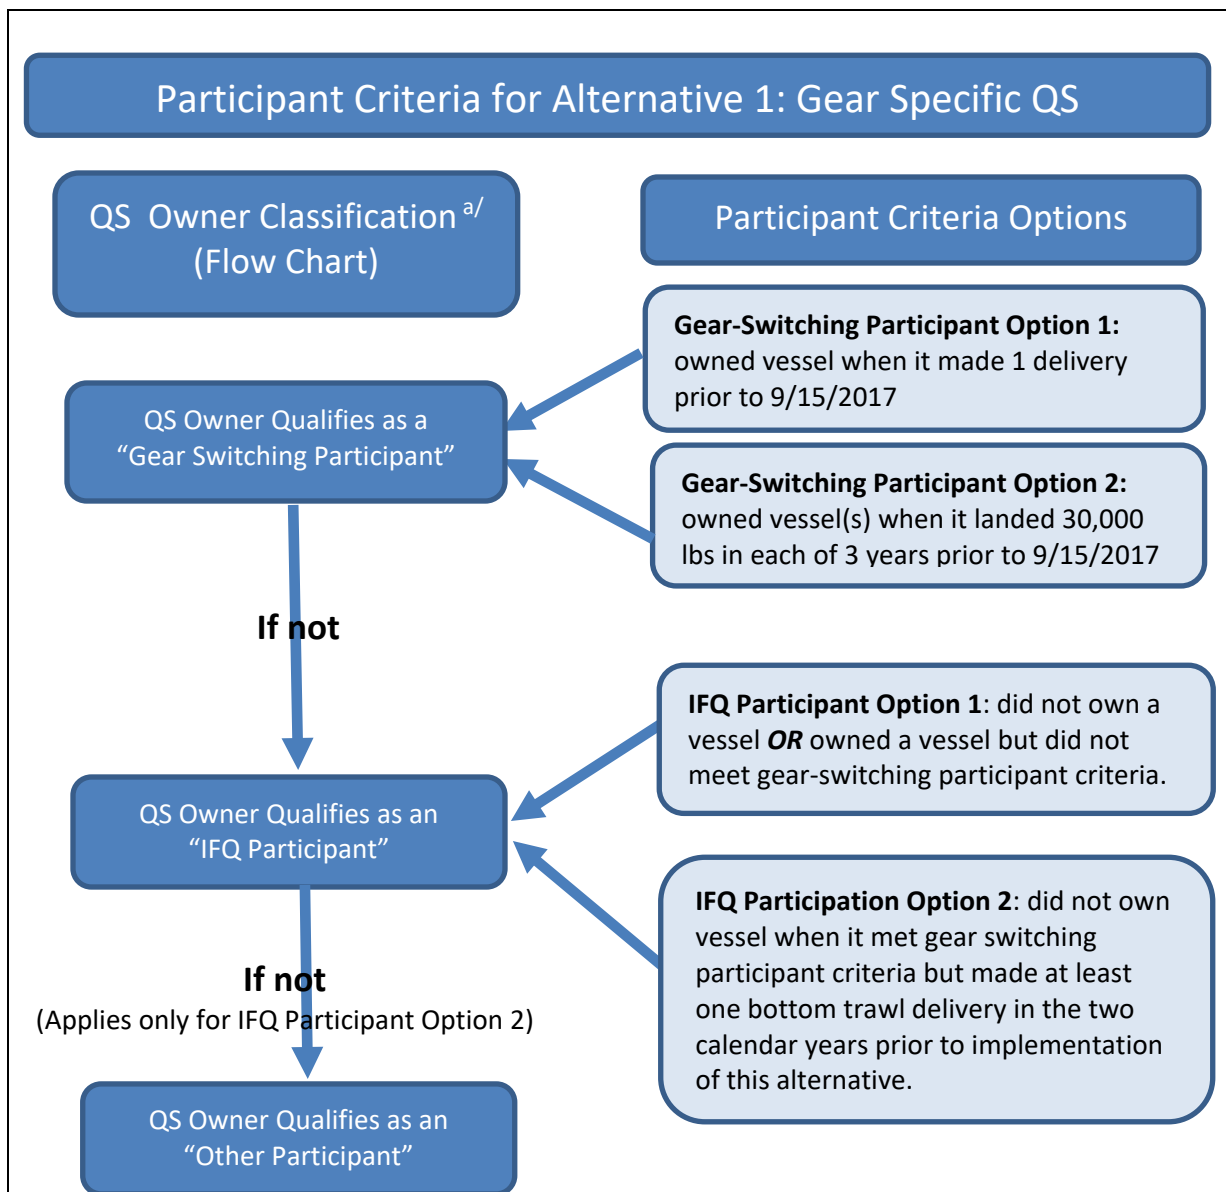 Participant Criteria for Alternative 1: Gear Specific QS
QS Owner Classification a/
(Flow Chart)
Participant Criteria Options
Gear-Switching Participant Option 1:
owned vessel when it made 1 delivery
prior to 9/15/2017
QS Owner Qualifies as a
“Gear Switching Participant”
Gear-Switching Participant Option 2:
owned vessel(s) when it landed 30,000
lbs in each of 3 years prior to 9/15/2017
If not
IFQ Participant Option 1: did not own a
vessel OR owned a vessel but did not
meet gear-switching participant criteria.
QS Owner Qualifies as an
“IFQ Participant”
IFQ Participation Option 2: did not own
vessel when it met gear switching
participant criteria but made at least
one bottom trawl delivery in the two
calendar years prior to implementation
of this alternative.
If not
(Applies only for IFQ Participant Option 2)
QS Owner Qualifies as an
“Other Participant”